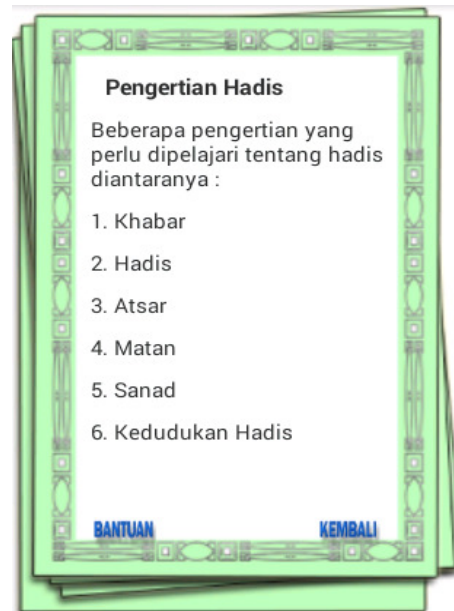 Pengertian Hadis
Beberapa pengertian yang
perlu dipelajari tentang hadis
diantaranya :
1. Khabar
2. Hadis
3. Atsar
4. Matan
5. Sanad
6. Kedudukan Hadis
BANTUAN
KEMBALI